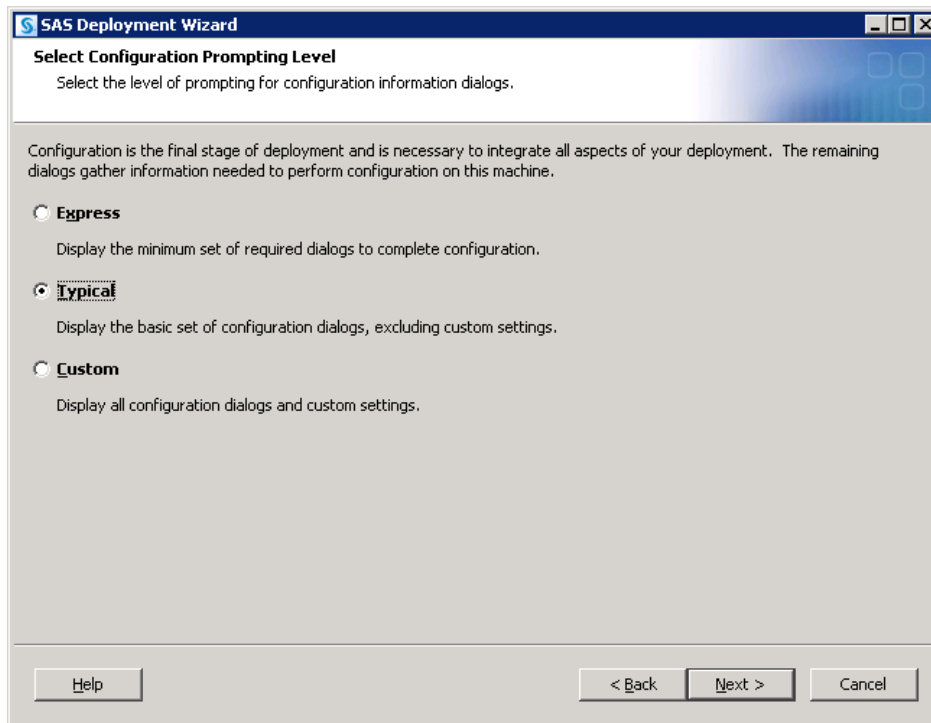 SAS Deployment Wizard
Select Configuration Prompting Level
Select the level of prompting for configuration information dialogs.
Configuration is the final stage of deployment and is necessary to integrate all aspects of your deployment. The remaining
dialogs gather information needed to perform configuration on this machine.
Express
Display the minimum set of required dialogs to complete configuration.
Typical
Display the basic set of configuration dialogs, excluding custom settings.
Custom
Display all configuration dialogs and custom settings.
Help
< Back
Next >
Cancel